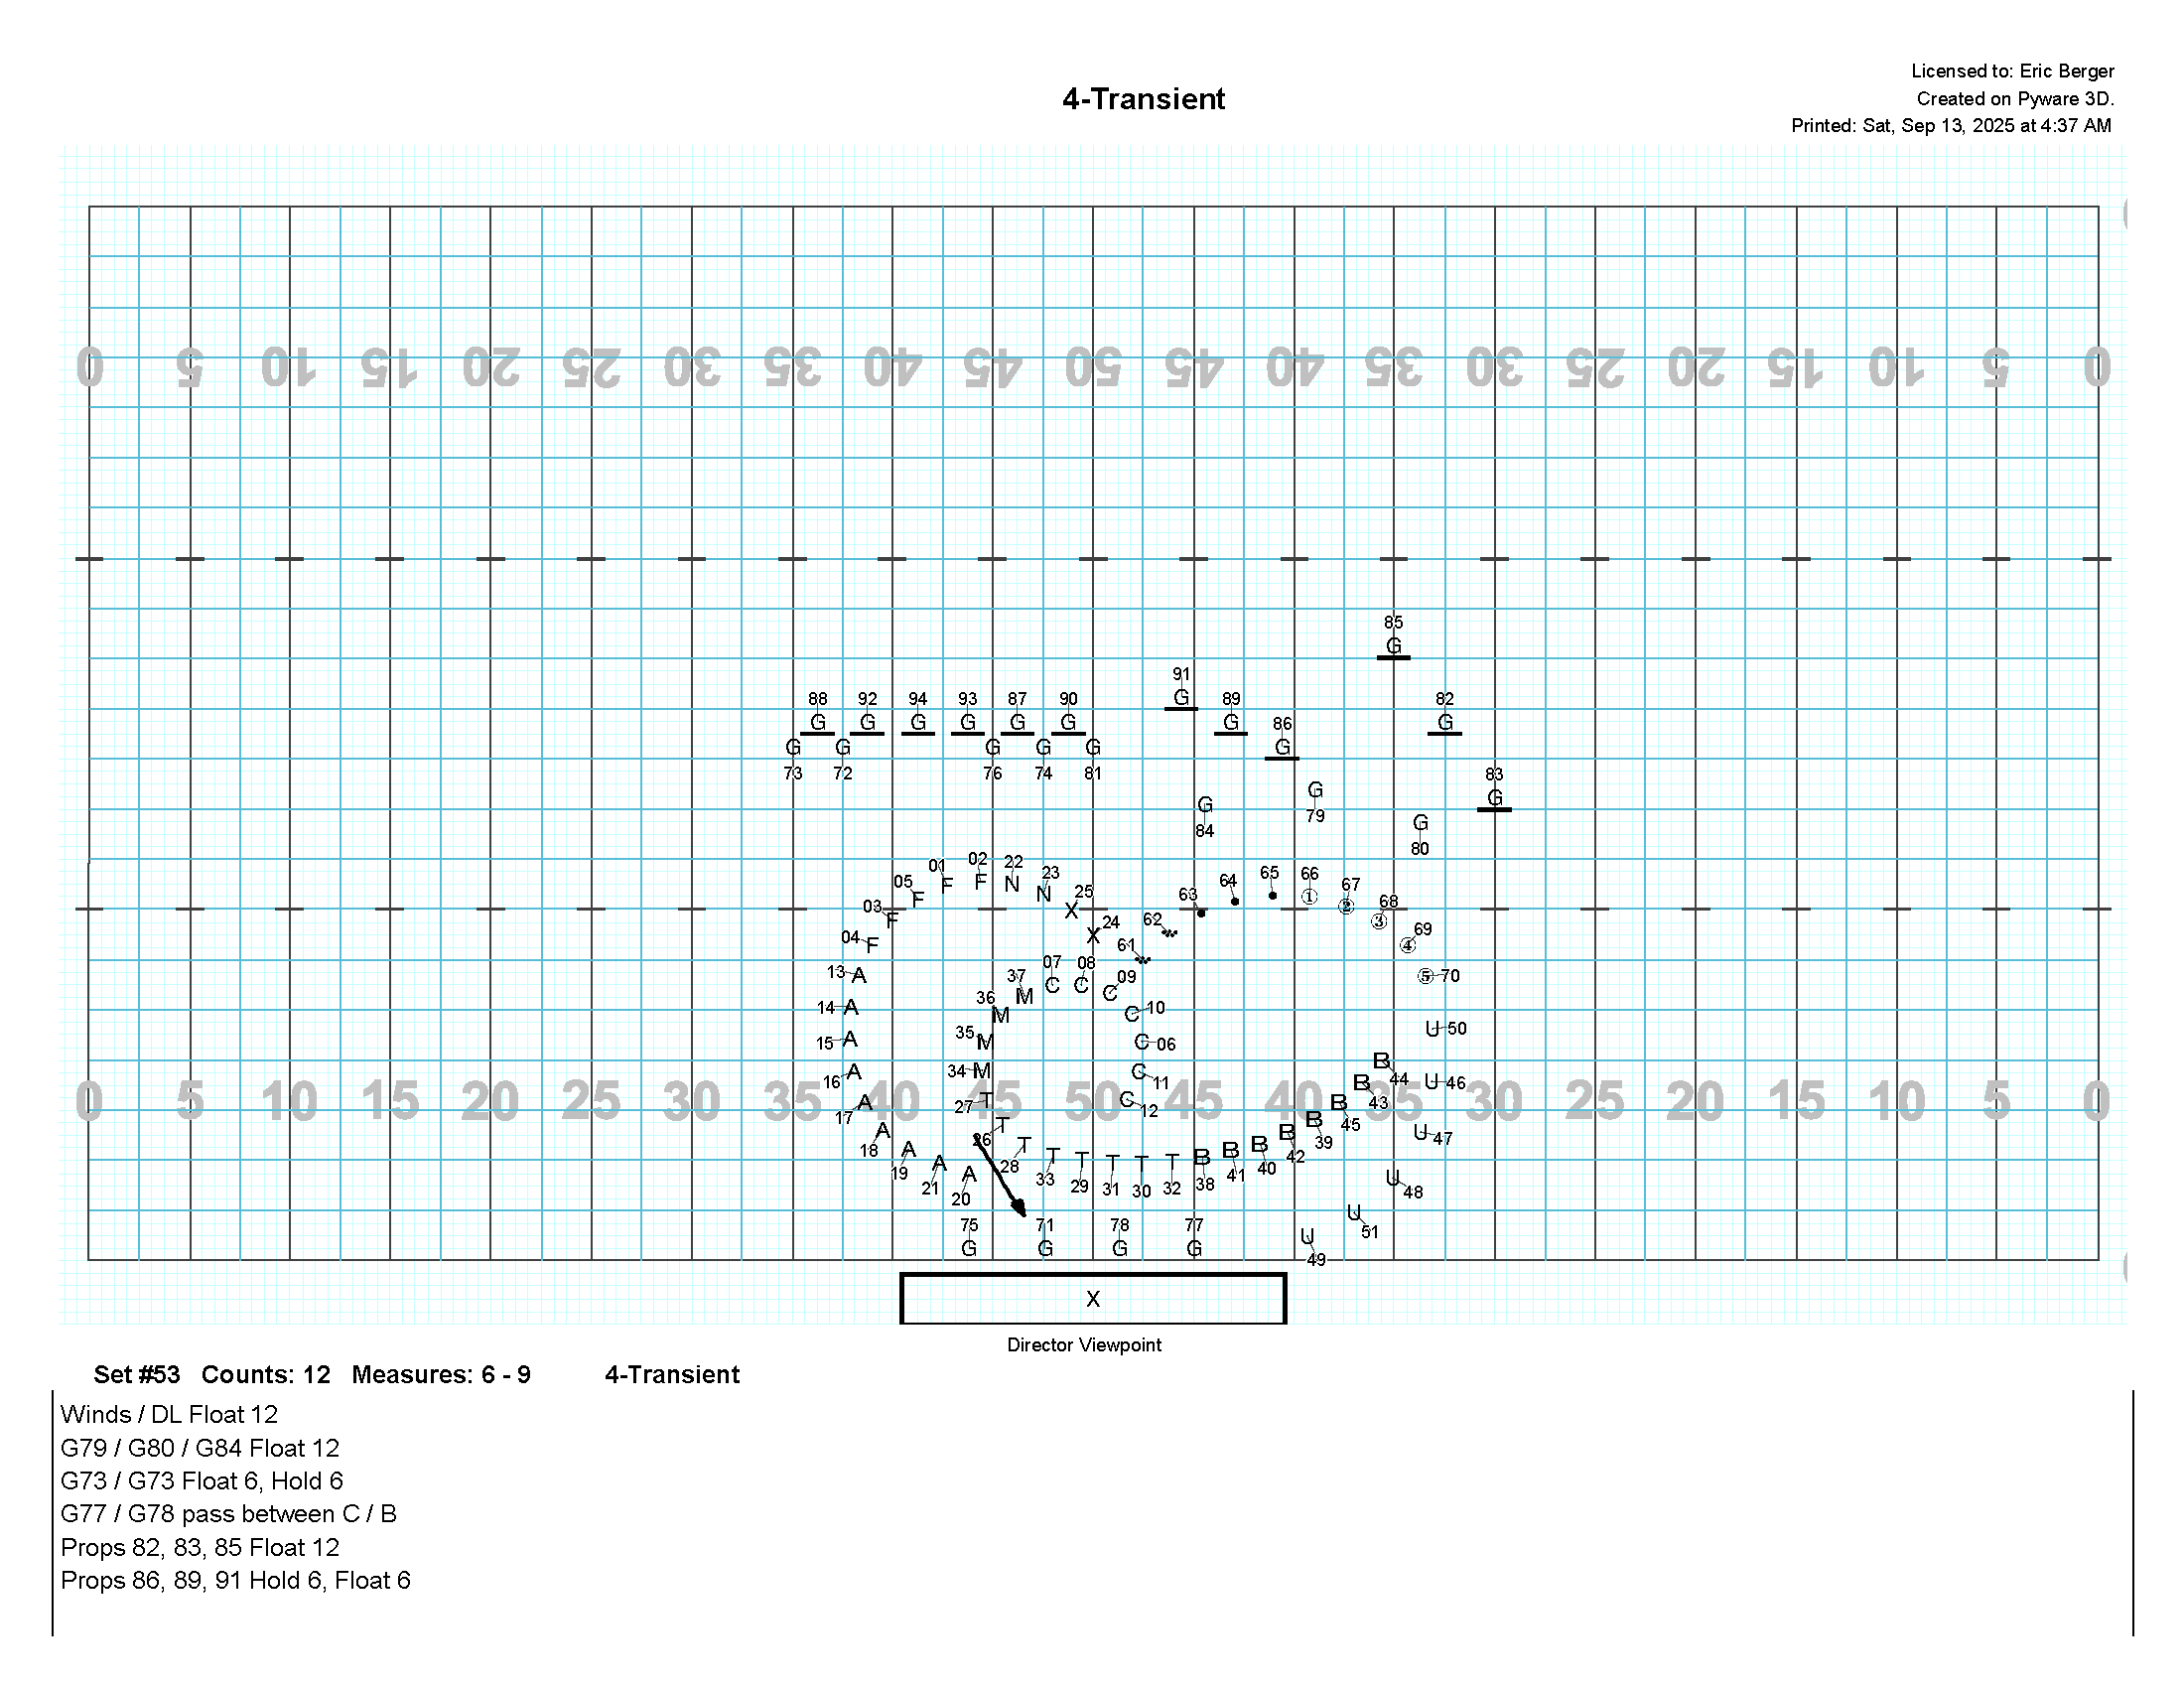 Licensed to: Eric Berger
4-Transient
Created on Pyware 3D.
Printed: Sat, Sep 13, 2025 at 4:37 AM
0 5 10 15 20 25 30 35 40 45 50 45 40 35 30 25 20 15 10 5 0
85
G
91
G
88 92 94 93 87 90 89 82
G G G G G G G G
86
G
G G G G G
73 72 76 74 81
83
G
G
79
G
84
G
80
01 02 22 23
F F N N
05
F
03
F
04 F
25
X
24
X
63 64 65 66 67 68 69
① ② ③ ④
62
61
⑤ 70
13 A
14 A
15 A
16 A
17 A
18 A
19 A
21 A
20 A
37 M
36 M
35 M
34 M
07 08 09
C C C
C 10
C 06
C 11
C 12
U 50
U 46
U 47
U 48
U 51
U 49
B 44
B 43
B 45
B 39
B 42
B 40
B 41
B 38
0 5 10 15 20 25 30 35 40 45 50 45 40 35 30 25 20 15 10 5 0
27 T
26 T
28 T
33 T
29 T
31 T
30 T
32 T
75 71 78 77
G G G G
X
Director Viewpoint
Set #53 Counts: 12 Measures: 6 - 9 4-Transient
Winds / DL Float 12
G79 / G80 / G84 Float 12
G73 / G73 Float 6, Hold 6
G77 / G78 pass between C / B
Props 82, 83, 85 Float 12
Props 86, 89, 91 Hold 6, Float 6